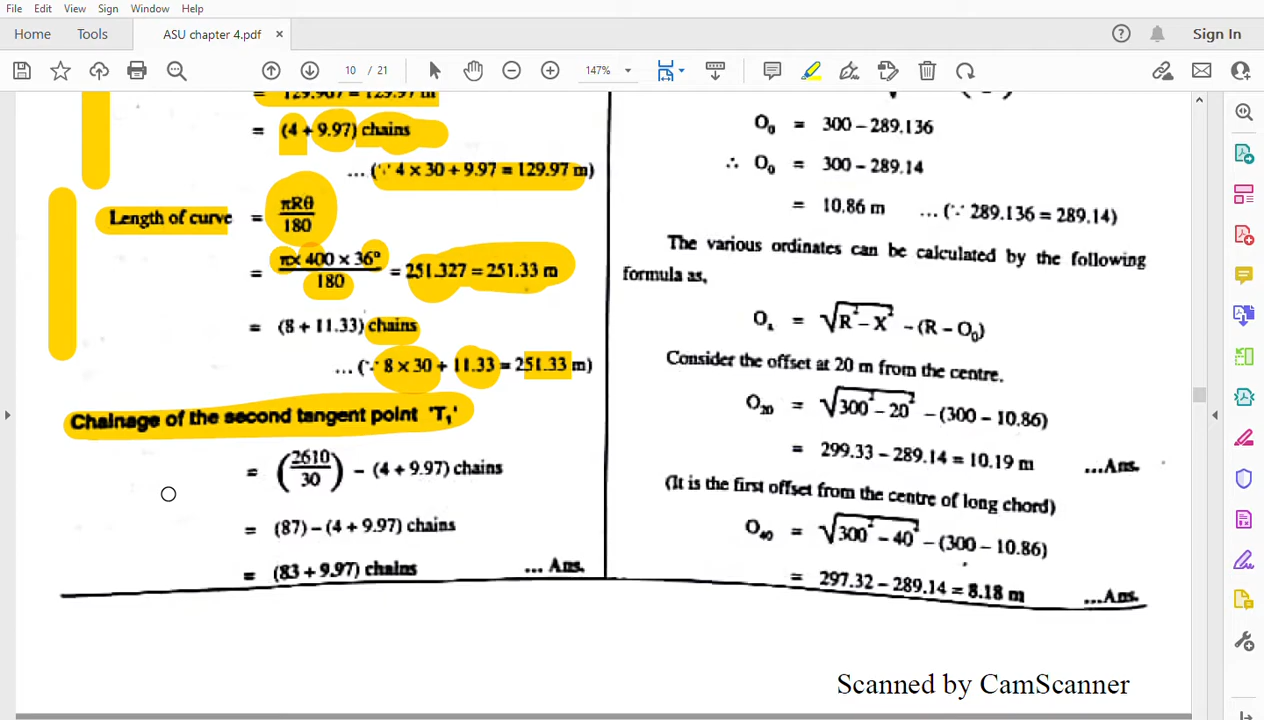 File Edit View Sign Window Help
Home Tools ASU chapter 4.pdf × Sign In
10 / 21 147%
= 129.967 = 129.97 m
= (4 + 9.97) chains
... (∵ 4 × 30 + 9.97 = 129.97 m)
Length of curve = πRθ / 180
= π × 400 × 36° / 180 = 251.327 = 251.33 m
= (8 + 11.33) chains
... (∵ 8 × 30 + 11.33 = 251.33 m)
Chainage of the second tangent point 'T₁'
= (2610 / 30) – (4 + 9.97) chains
= (87) – (4 + 9.97) chains
= (83 + 9.97) chains ... Ans.
O₀ = 300 – 289.136
∴ O₀ = 300 – 289.14
= 10.86 m ... (∵ 289.136 = 289.14)
The various ordinates can be calculated by the following
formula as,
Oₓ = √R² – X² – (R – O₀)
Consider the offset at 20 m from the centre.
O₂₀ = √300² – 20² – (300 – 10.86)
= 299.33 – 289.14 = 10.19 m ...Ans.
(It is the first offset from the centre of long chord)
O₄₀ = √300² – 40² – (300 – 10.86)
= 297.32 – 289.14 = 8.18 m ...Ans.
Scanned by CamScanner